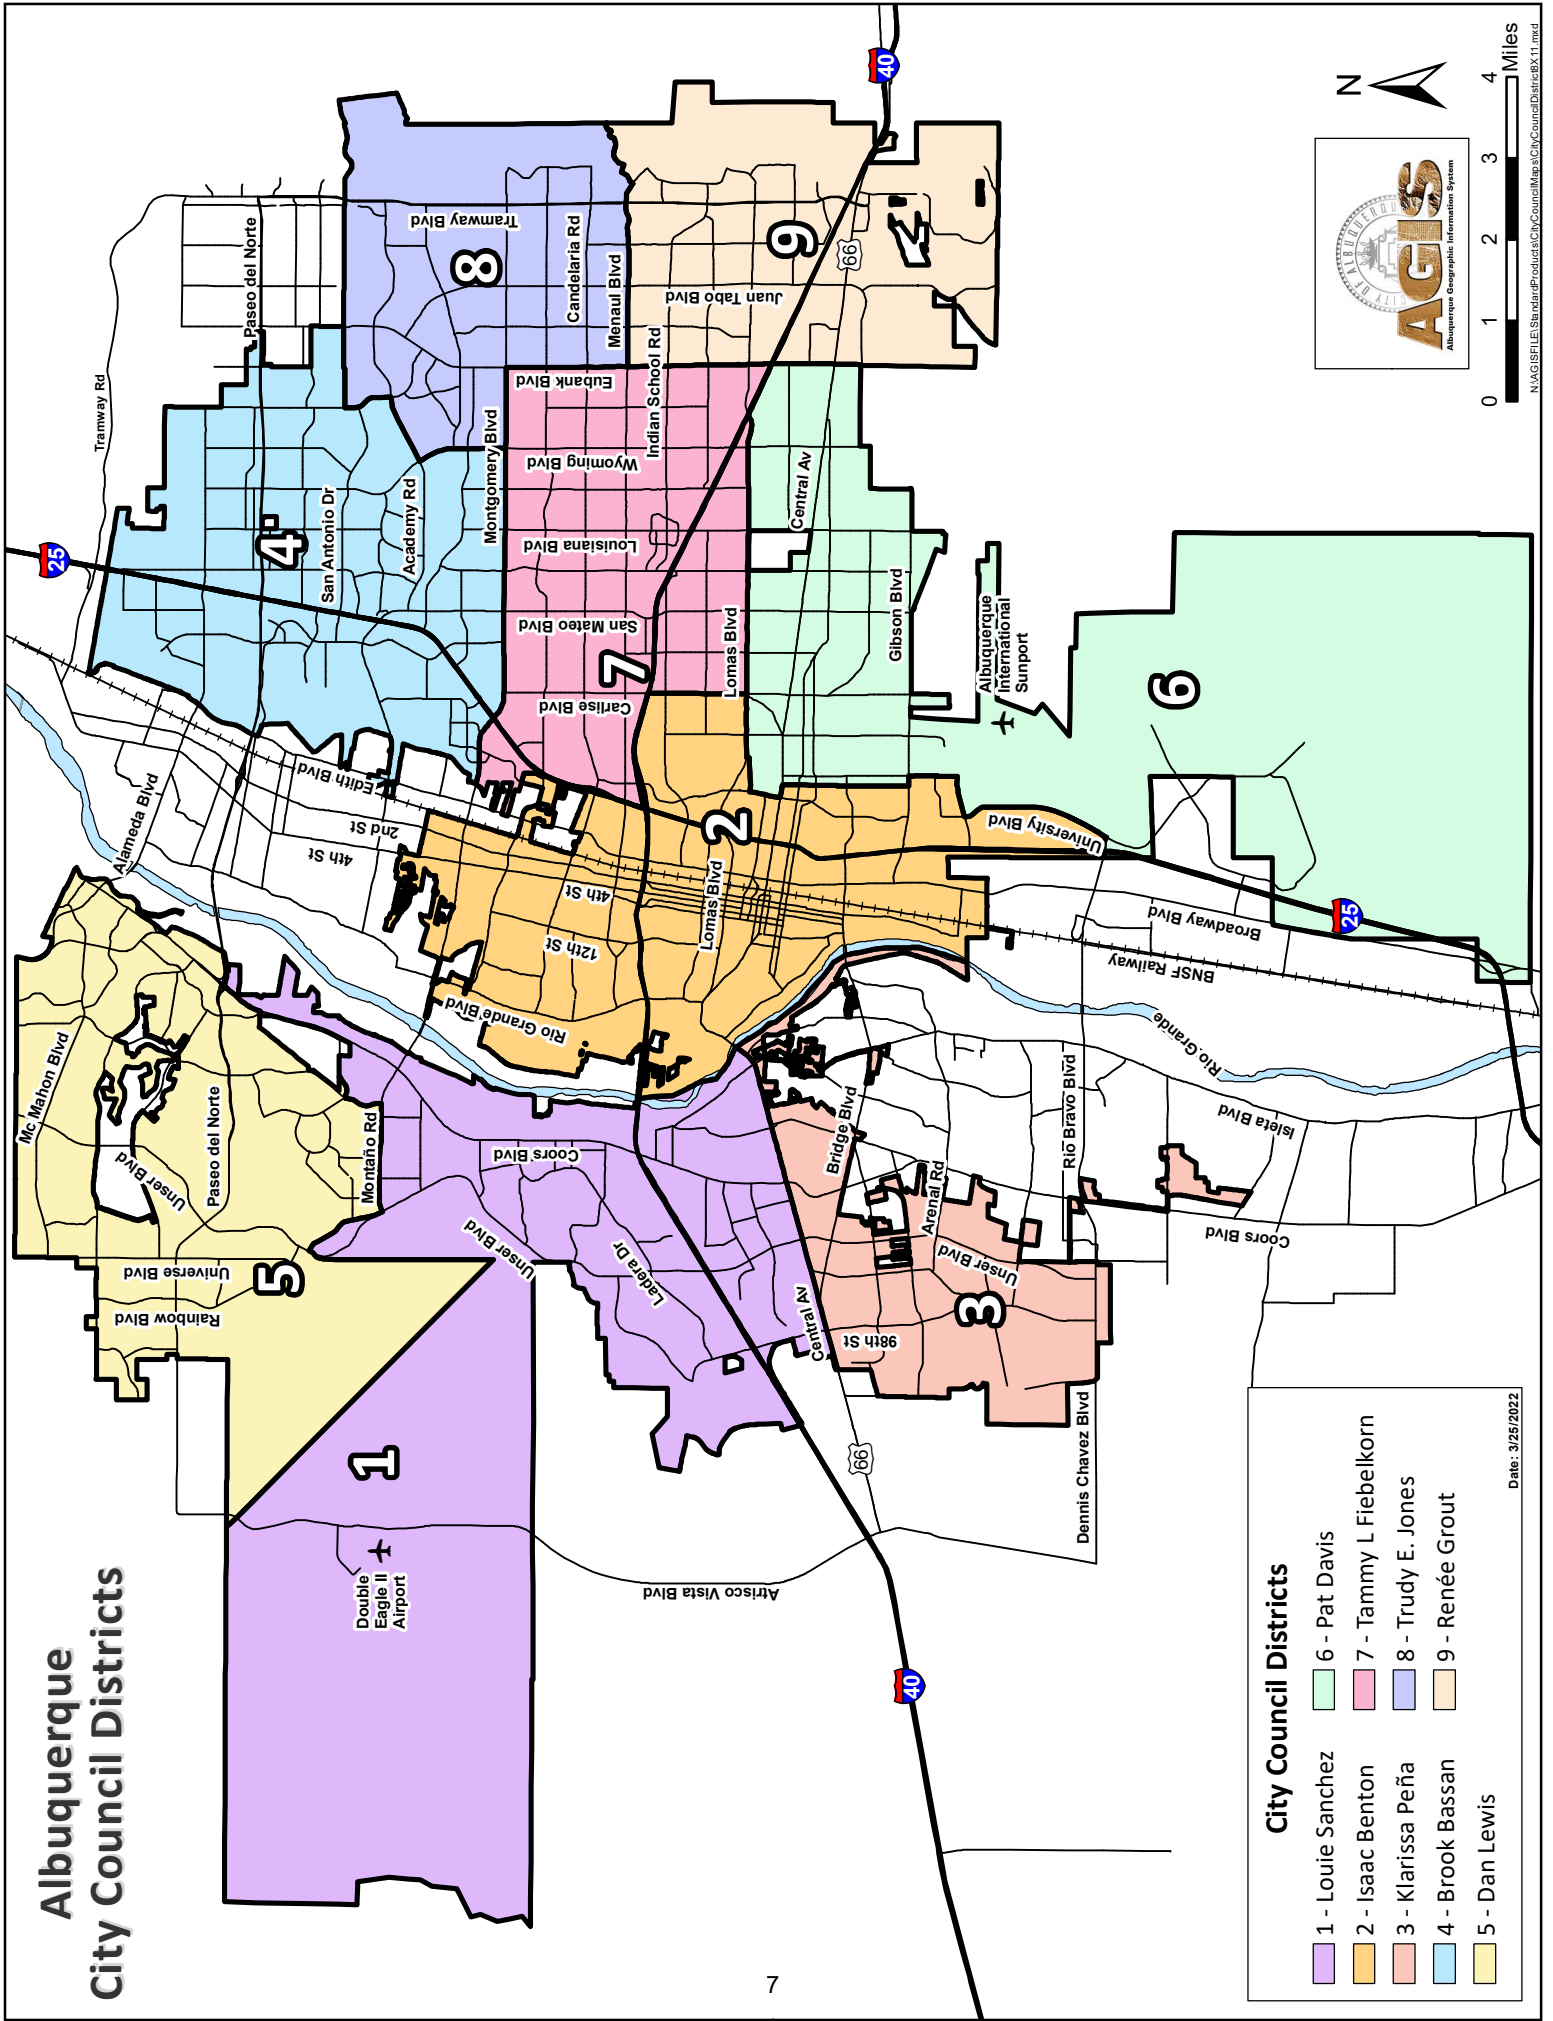 Albuquerque
City Council Districts
Mc Mahon Blvd
Unser Blvd
Paseo del Norte
Universe Blvd
Rainbow Blvd
5
Montaño Rd
1
Double
Eagle II
Airport
Atrisco Vista Blvd
Unser Blvd
Ladera Dr
Coors Blvd
Central Av
98th St
66
40
3
Unser Blvd
Arenal Rd
Bridge Blvd
Dennis Chavez Blvd
Rio Bravo Blvd
Coors Blvd
Isleta Blvd
Rio Grande
BNSF Railway
Broadway Blvd
25
Alameda Blvd
4th St
2nd St
Edith Blvd
Rio Grande Blvd
12th St
4th St
Lomas Blvd
2
University Blvd
25
Tramway Rd
Paseo del Norte
4
San Antonio Dr
Academy Rd
Montgomery Blvd
Carlise Blvd
San Mateo Blvd
Louisiana Blvd
Wyoming Blvd
Eubank Blvd
7
Indian School Rd
Lomas Blvd
Central Av
Gibson Blvd
Albuquerque
International
Sunport
6
8
Tramway Blvd
Candelaria Rd
Menaul Blvd
Juan Tabo Blvd
9
66
40
City Council Districts
1 - Louie Sanchez
2 - Isaac Benton
3 - Klarissa Peña
4 - Brook Bassan
5 - Dan Lewis
6 - Pat Davis
7 - Tammy L Fiebelkorn
8 - Trudy E. Jones
9 - Renée Grout
Date: 3/25/2022
CITY OF ALBUQUERQUE
AGIS
Albuquerque Geographic Information System
N
0 1 2 3 4
Miles
N:\AGISFILE\StandardProducts\CityCouncilMaps\CityCouncilDistrict8X11.mxd
7